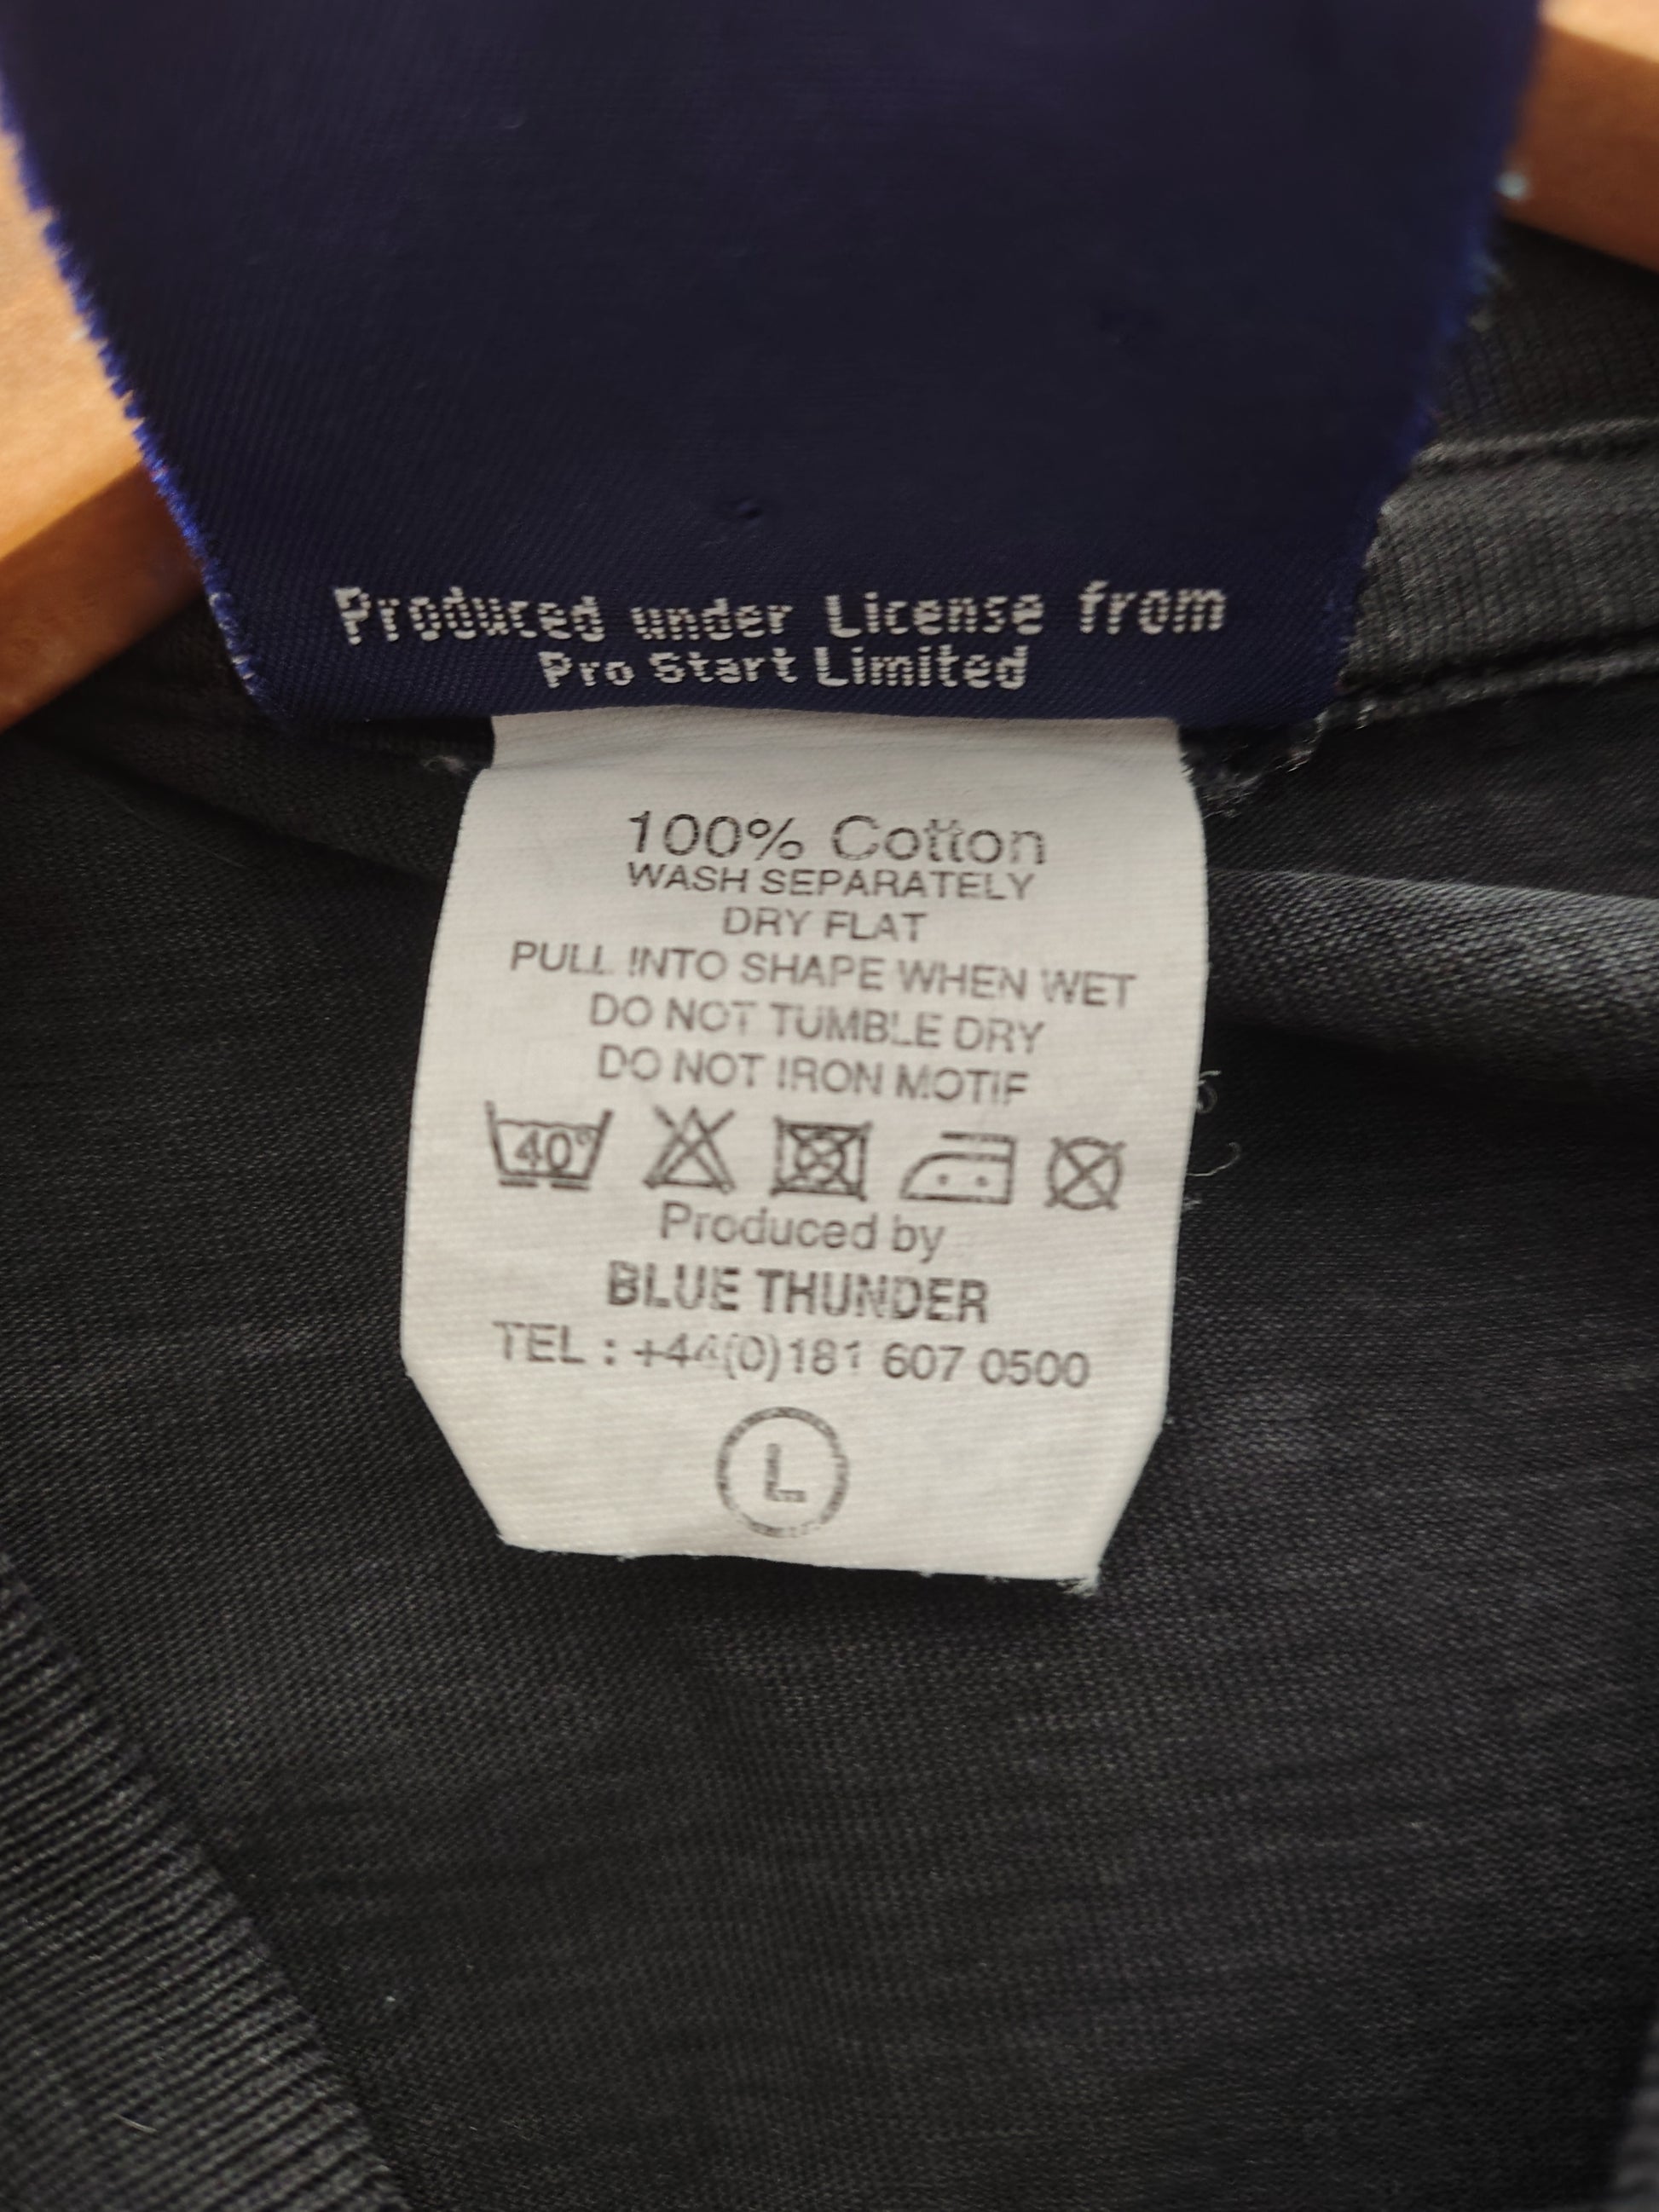 Produced under License from
Pro Start Limited
100% Cotton
WASH SEPARATELY
DRY FLAT
PULL INTO SHAPE WHEN WET
DO NOT TUMBLE DRY
DO NOT IRON MOTIF
40°
Produced by
BLUE THUNDER
TEL : +44(0)181 607 0500
L